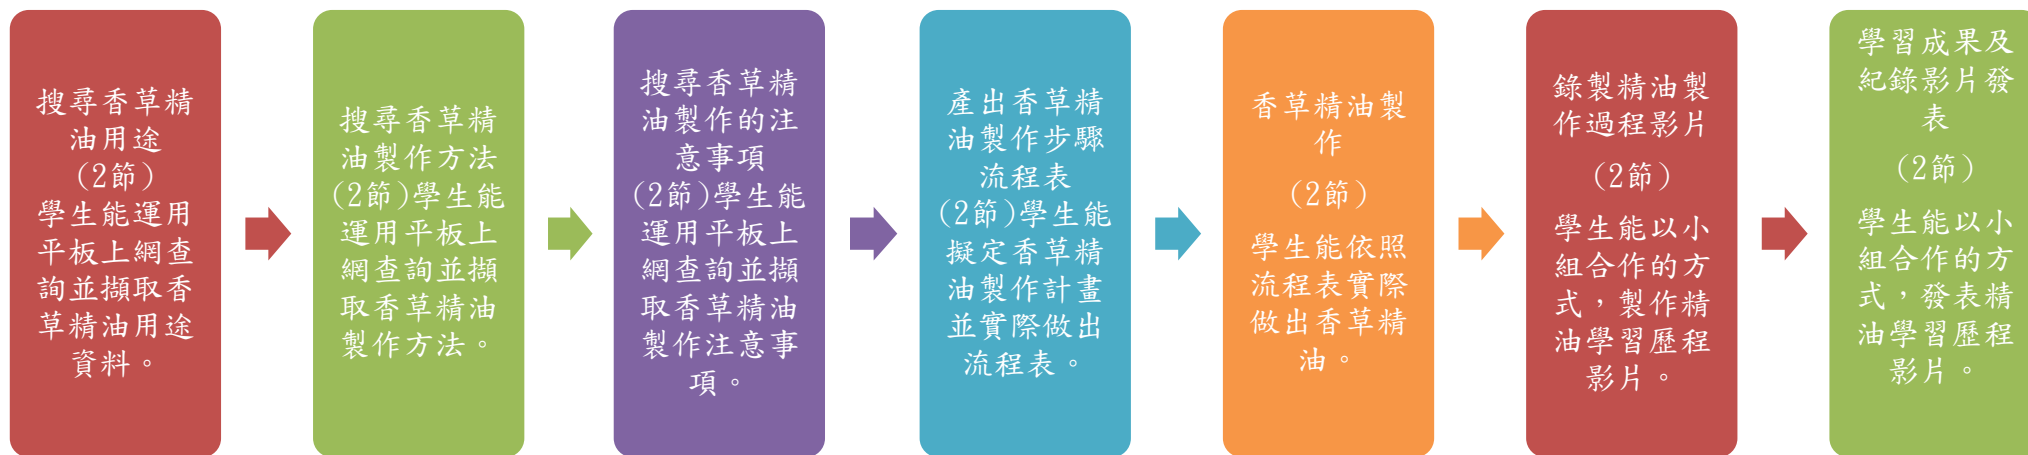 搜尋香草精
油用途
(2節)
學生能運用
平板上網查
詢並擷取香
草精油用途
資料。
搜尋香草精
油製作方法
(2節)學生能
運用平板上
網查詢並擷
取香草精油
製作方法。
搜尋香草精
油製作的注
意事項
(2節)學生能
運用平板上
網查詢並擷
取香草精油
製作注意事
項。
產出香草精
油製作步驟
流程表
(2節)學生能
擬定香草精
油製作計畫
並實際做出
流程表。
香草精油製
作
(2節)
學生能依照
流程表實際
做出香草精
油。
錄製精油製
作過程影片
(2節)
學生能以小
組合作的方
式，製作精
油學習歷程
影片。
學習成果及
紀錄影片發
表
(2節)
學生能以小
組合作的方
式，發表精
油學習歷程
影片。